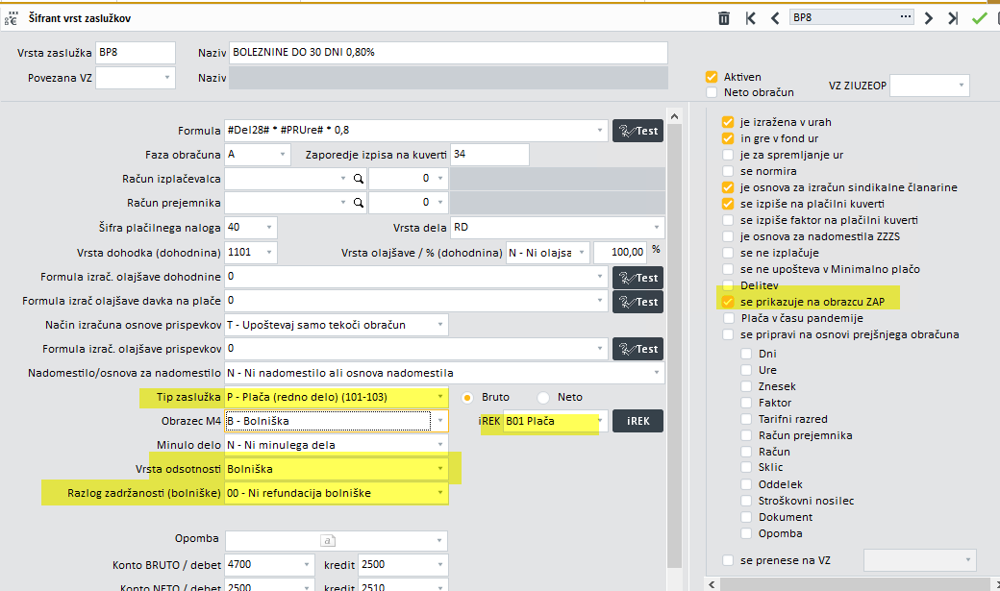 Šifrant vrst zaslužkov
BP8
Vrsta zaslužka BP8 Naziv BOLEZNINE DO 30 DNI 0,80%
Povezana VZ Naziv
Aktiven
Neto obračun
VZ ZIUZEOP
Formula #Del28# * #PRUre# * 0,8 Test
Faza obračuna A Zaporedje izpisa na kuverti 34
Račun izplačevalca 0
Račun prejemnika 0
Šifra plačilnega naloga 40 Vrsta dela RD
Vrsta dohodka (dohodnina) 1101 Vrsta olajšave / % (dohodnina) N - Ni olajša 100,00 %
Formula izrač. olajšave dohodnine 0 Test
Formula izrač olajšave davka na plače 0 Test
Način izračuna osnove prispevkov T - Upoštevaj samo tekoči obračun
Formula izrač. olajšave prispevkov 0 Test
Nadomestilo/osnova za nadomestilo N - Ni nadomestilo ali osnova nadomestila
Tip zaslužka P - Plača (redno delo) (101-103) Bruto Neto
Obrazec M4 B - Bolniška iREK B01 Plača iREK
Minulo delo N - Ni minulega dela
Vrsta odsotnosti Bolniška
Razlog zadržanosti (bolniške) 00 - Ni refundacija bolniške
Opomba a
Konto BRUTO / debet 4700 kredit 2500
Konto NETO / debet 2500 kredit 2510
je izražena v urah
in gre v fond ur
je za spremljanje ur
se normira
je osnova za izračun sindikalne članarine
se izpiše na plačilni kuverti
se izpiše faktor na plačilni kuverti
je osnova za nadomestila ZZZS
se ne izplačuje
se ne upošteva v Minimalno plačo
Delitev
se prikazuje na obrazcu ZAP
Plača v času pandemije
se pripravi na osnovi prejšnjega obračuna
Dni
Ure
Znesek
Faktor
Tarifni razred
Račun prejemnika
Račun
Sklic
Oddelek
Stroškovni nosilec
Dokument
Opomba
se prenese na VZ